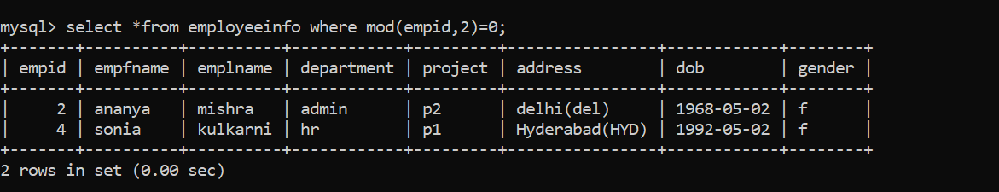 mysql> select *from employeeinfo where mod(empid,2)=0;
+-------+----------+----------+------------+---------+----------------+------------+--------+
| empid | empfname | emplname | department | project | address        | dob        | gender |
+-------+----------+----------+------------+---------+----------------+------------+--------+
|     2 | ananya   | mishra   | admin      | p2      | delhi(del)     | 1968-05-02 | f      |
|     4 | sonia    | kulkarni | hr         | p1      | Hyderabad(HYD) | 1992-05-02 | f      |
+-------+----------+----------+------------+---------+----------------+------------+--------+
2 rows in set (0.00 sec)